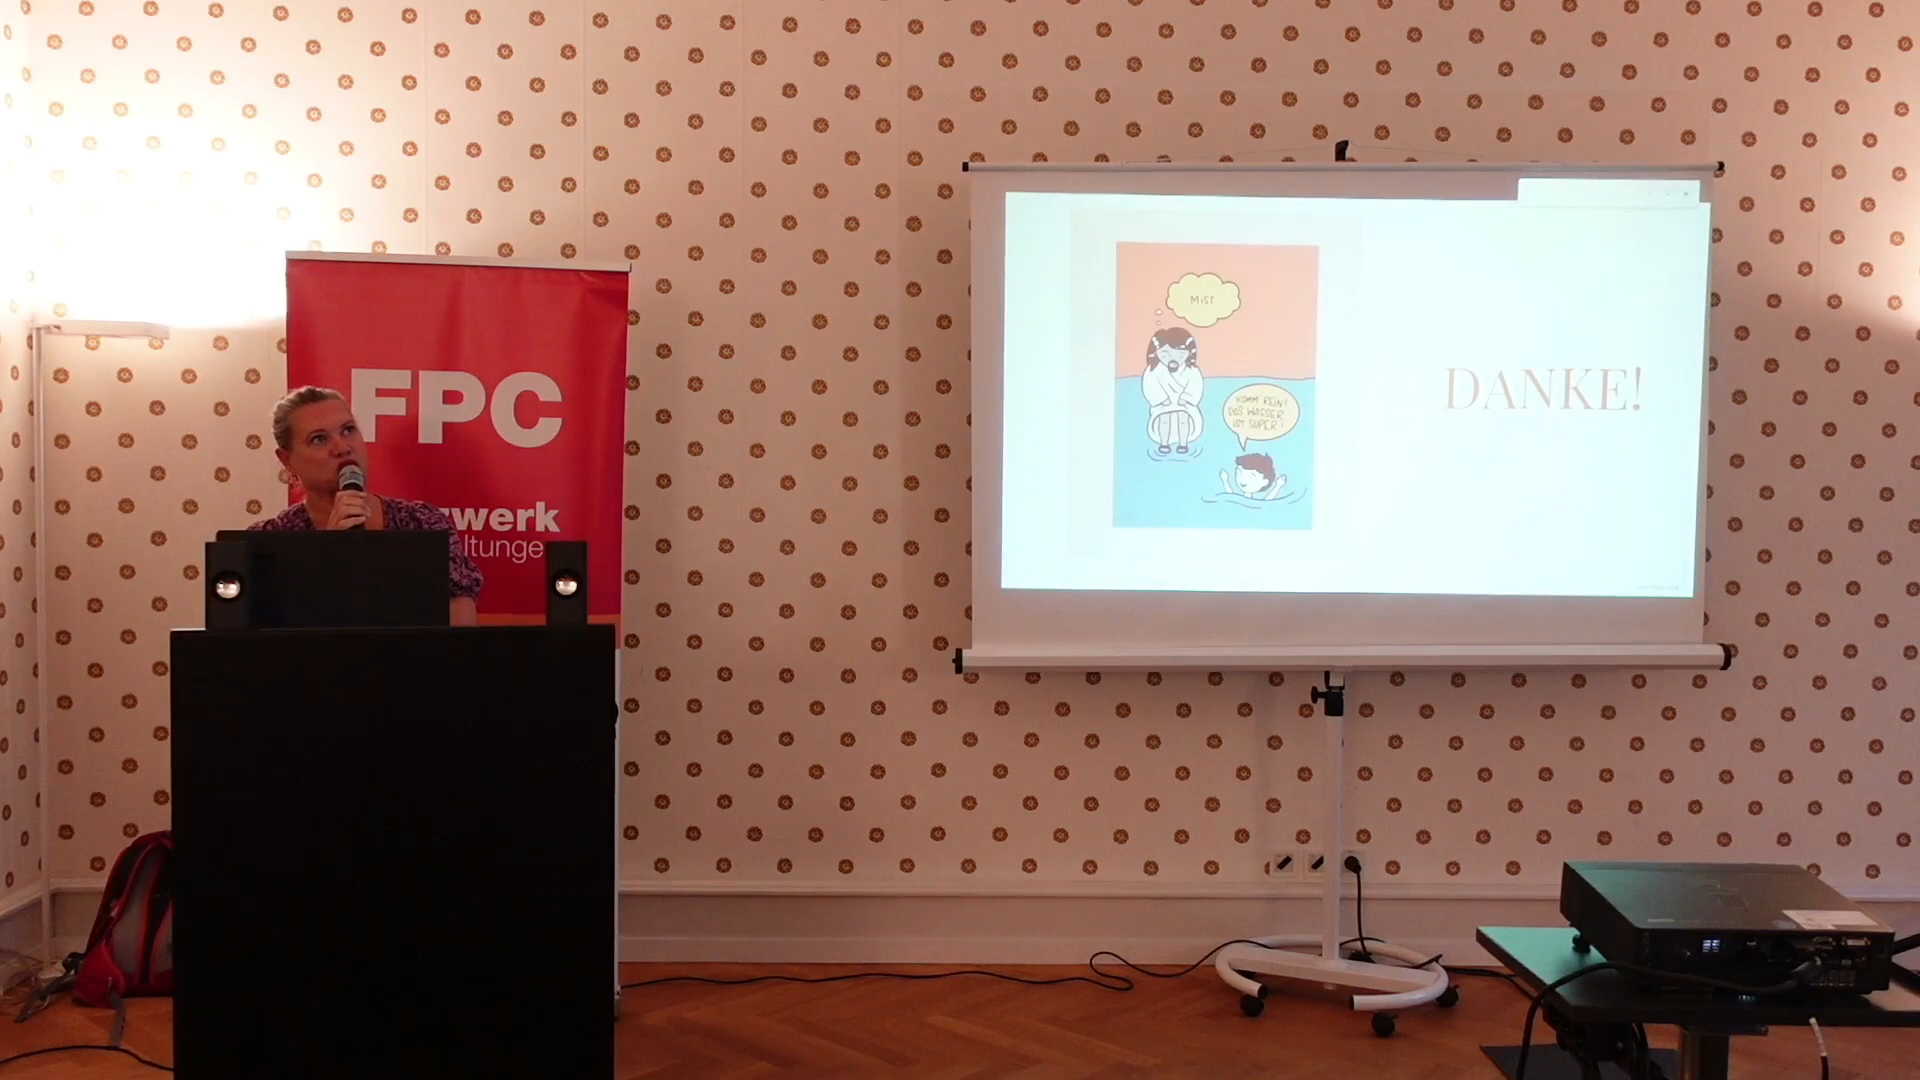 FPC
werk
ltunge
MIST
KOMM REIN!
DAS WASSER
IST SUPER!
DANKE!